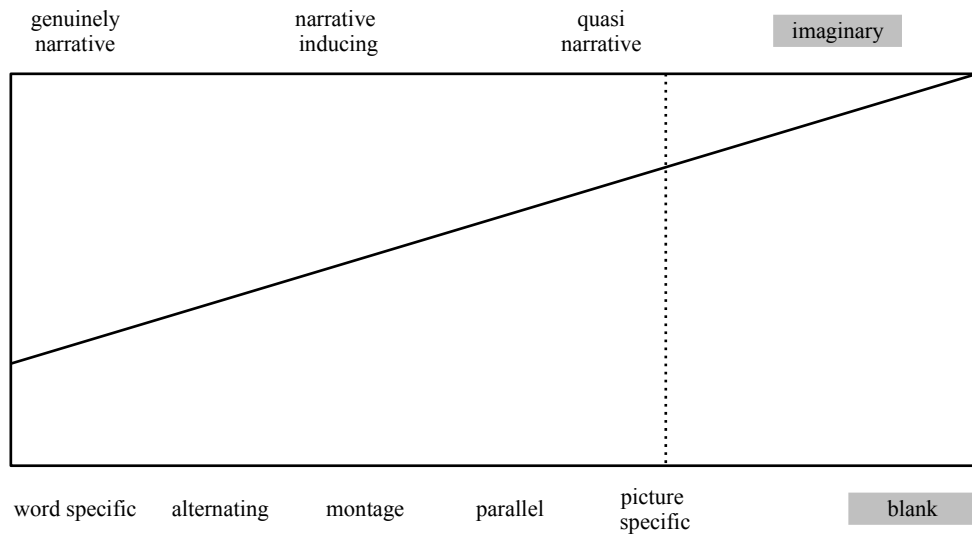 genuinely
narrative
narrative
inducing
quasi
narrative
imaginary
word specific
alternating
montage
parallel
picture
specific
blank